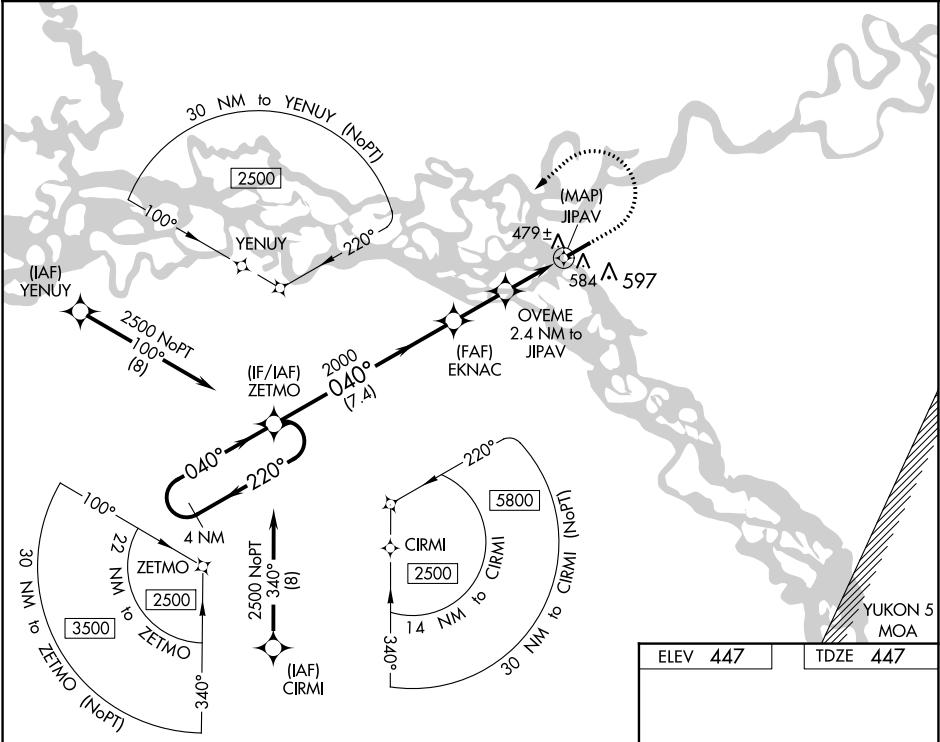 30 NM to YENUY (NoPT)
2500
100°
220°
YENUY
(IAF)
YENUY
2500 NoPT
100°
(8)
(MAP)
JIPAV
479±
584
597
OVEME
2.4 NM to
JIPAV
(FAF)
EKNAC
(IF/IAF)
ZETMO
2000
040°
(7.4)
040°
220°
4 NM
100°
ZETMO
22 NM to ZETMO
2500
3500
30 NM to ZETMO (NoPT)
340°
2500 NoPT
340°
(8)
(IAF)
CIRMI
220°
5800
CIRMI
2500
14 NM to CIRMI
30 NM to CIRMI (NoPT)
340°
YUKON 5
MOA
ELEV 447
TDZE 447